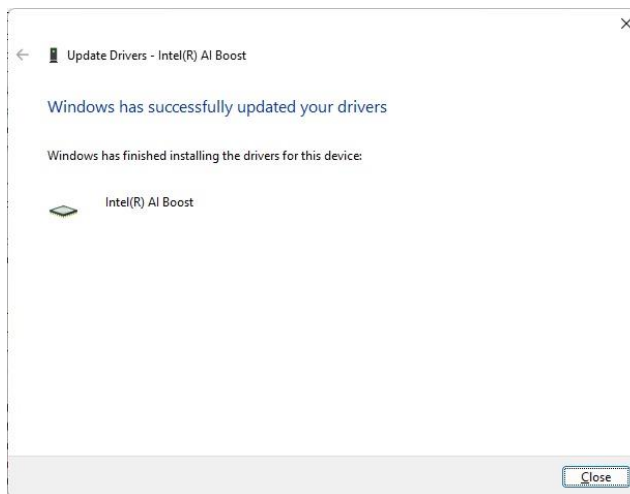 Update Drivers - Intel(R) AI Boost
Windows has successfully updated your drivers
Windows has finished installing the drivers for this device:
Intel(R) AI Boost
Close